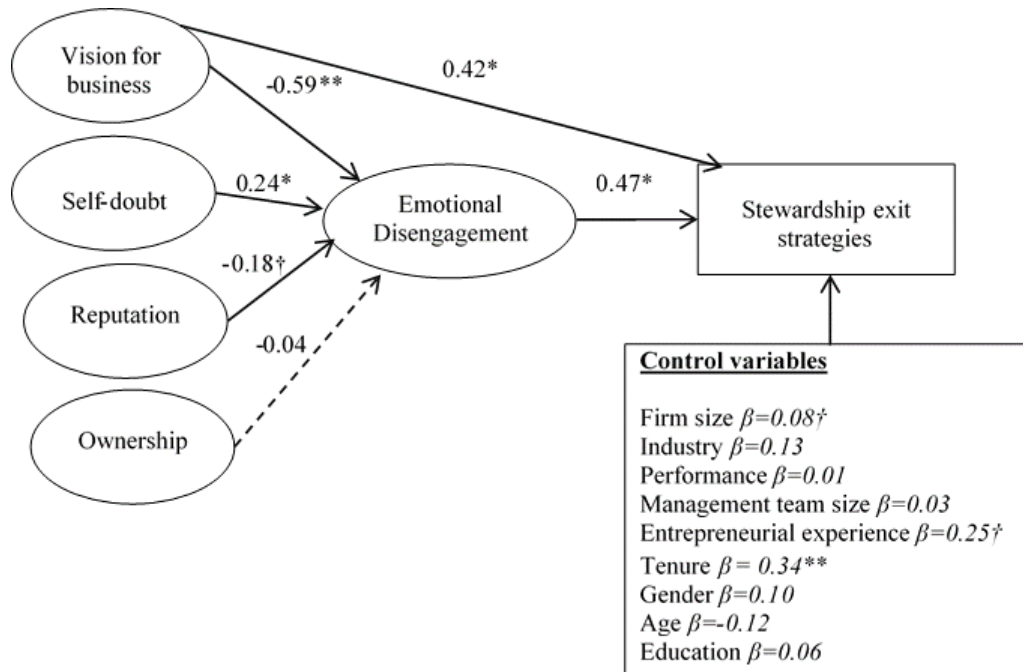 Vision for
business
0.42*
-0.59**
Self-doubt
0.24*
Emotional
Disengagement
0.47*
Stewardship exit
strategies
Reputation
-0.18†
Ownership
-0.04
Control variables
Firm size β=0.08†
Industry β=0.13
Performance β=0.01
Management team size β=0.03
Entrepreneurial experience β=0.25†
Tenure β = 0.34**
Gender β=0.10
Age β=-0.12
Education β=0.06